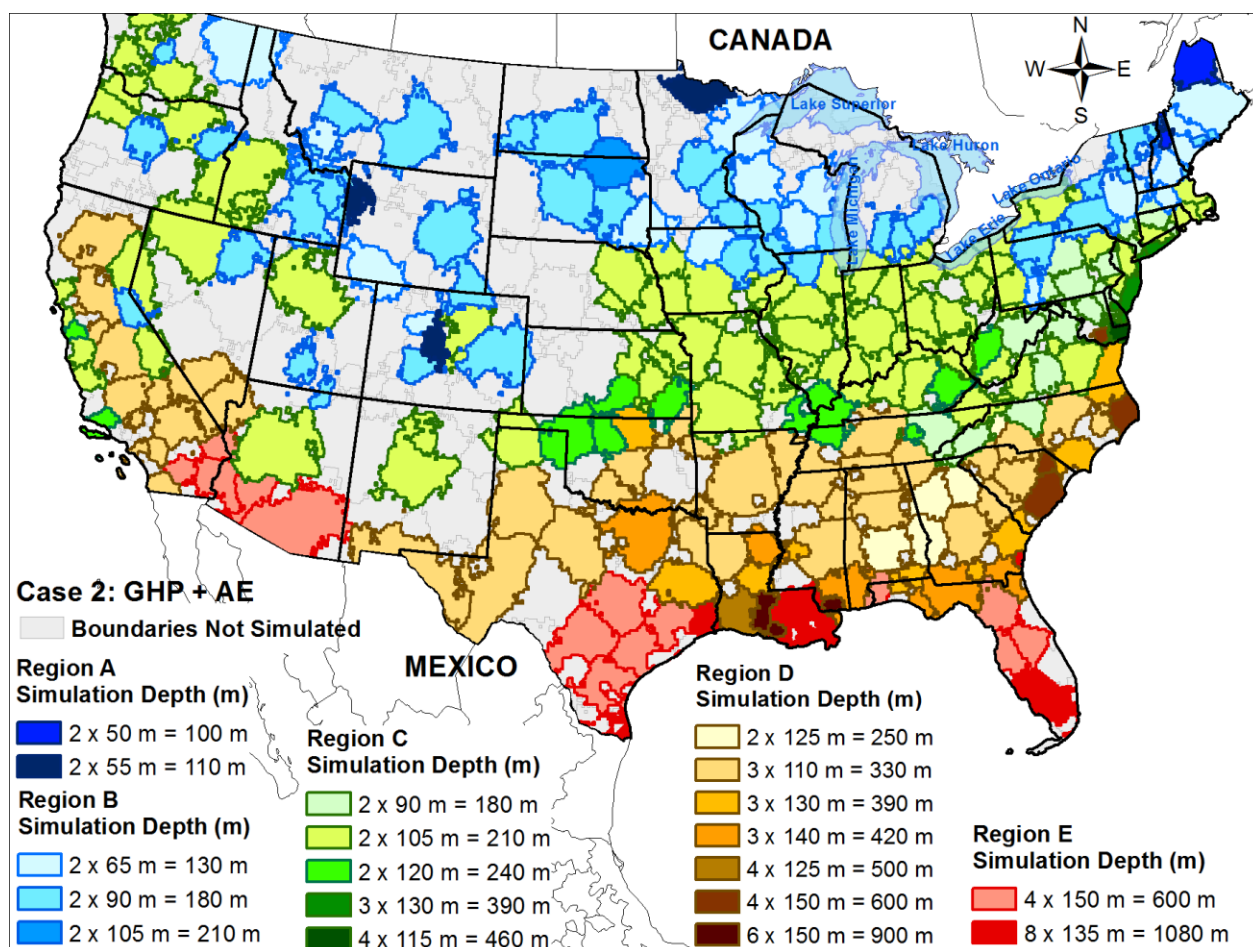 CANADA
N
W E
S
Lake Superior
Lake Huron
Lake Michigan
Lake Ontario
Lake Erie
Case 2: GHP + AE
Boundaries Not Simulated
MEXICO
Region A
Simulation Depth (m)
2 x 50 m = 100 m
2 x 55 m = 110 m
Region B
Simulation Depth (m)
2 x 65 m = 130 m
2 x 90 m = 180 m
2 x 105 m = 210 m
Region C
Simulation Depth (m)
2 x 90 m = 180 m
2 x 105 m = 210 m
2 x 120 m = 240 m
3 x 130 m = 390 m
4 x 115 m = 460 m
Region D
Simulation Depth (m)
2 x 125 m = 250 m
3 x 110 m = 330 m
3 x 130 m = 390 m
3 x 140 m = 420 m
4 x 125 m = 500 m
4 x 150 m = 600 m
6 x 150 m = 900 m
Region E
Simulation Depth (m)
4 x 150 m = 600 m
8 x 135 m = 1080 m